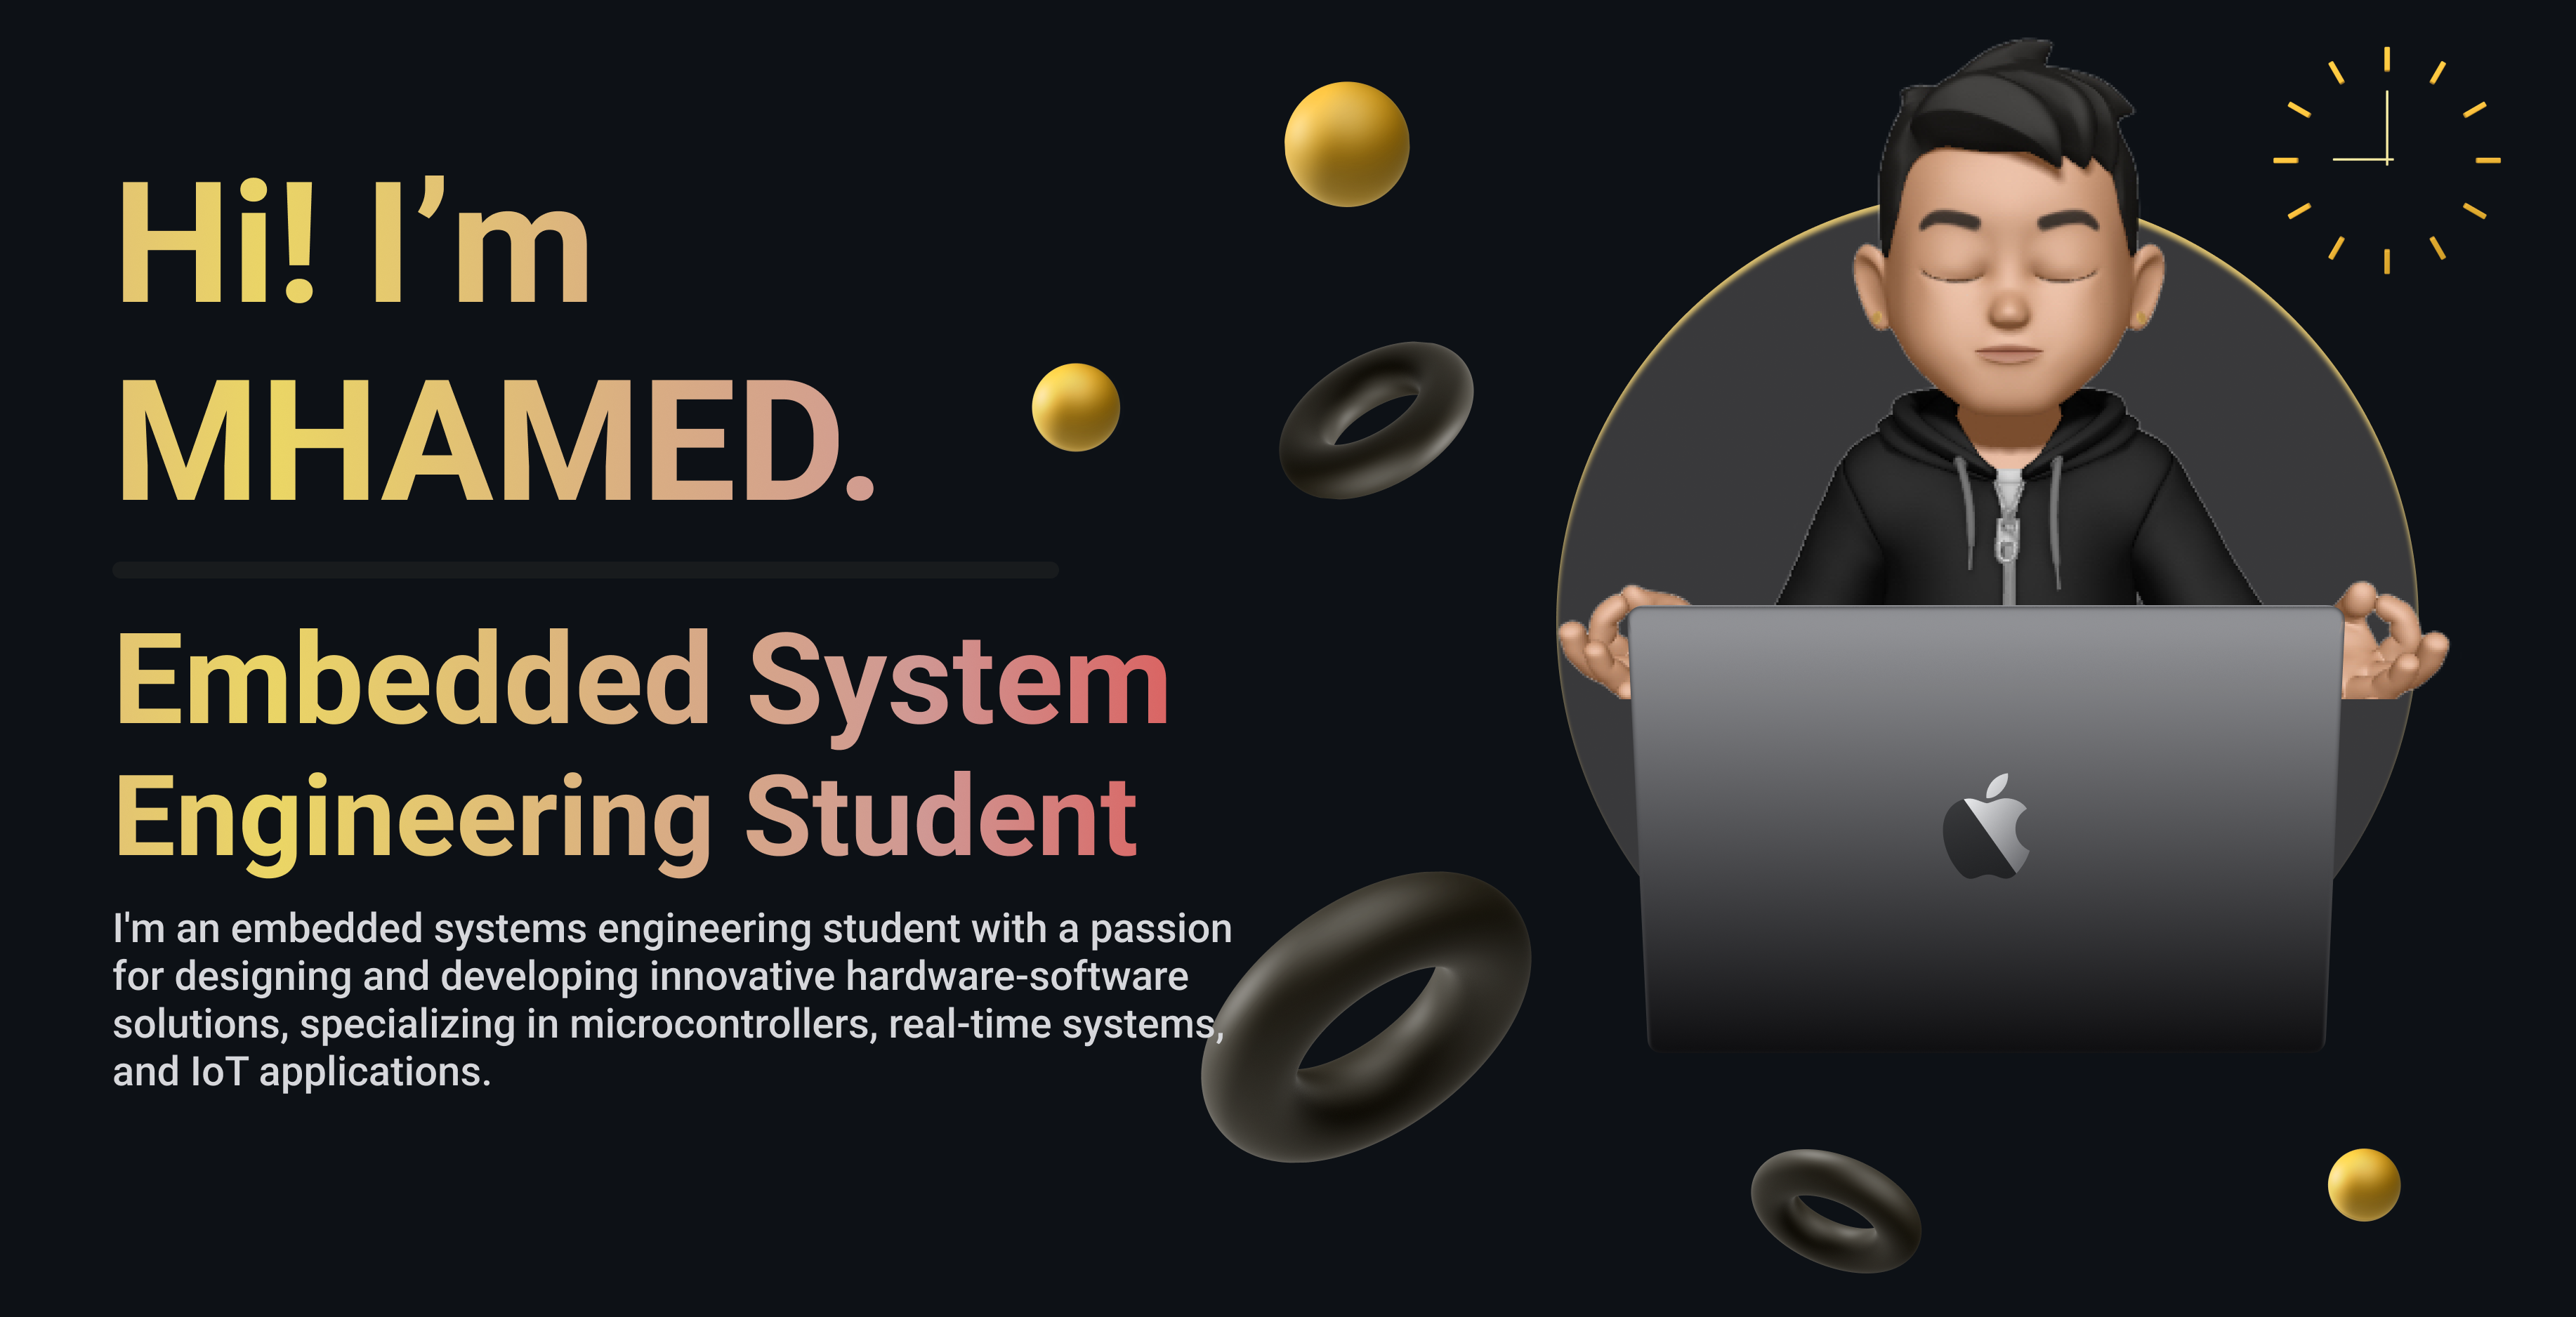 Hi! I’m
MHAMED.
Embedded System
Engineering Student
I'm an embedded systems engineering student with a passion
for designing and developing innovative hardware-software
solutions, specializing in microcontrollers, real-time systems,
and IoT applications.